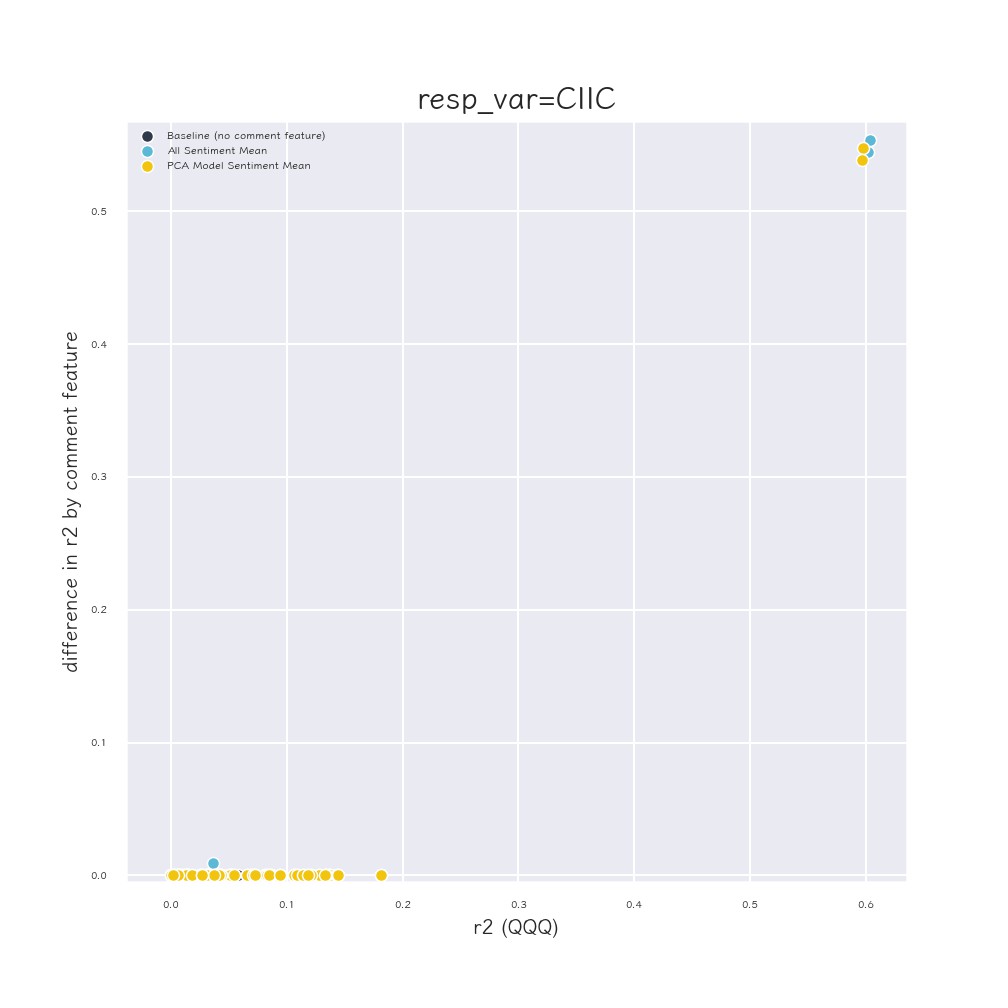 resp_var=CIIC
Baseline (no comment feature)
All Sentiment Mean
PCA Model Sentiment Mean
0.5
0.4
0.3
0.2
0.1
0.0
difference in r2 by comment feature
0.0 0.1 0.2 0.3 0.4 0.5 0.6
r2 (QQQ)